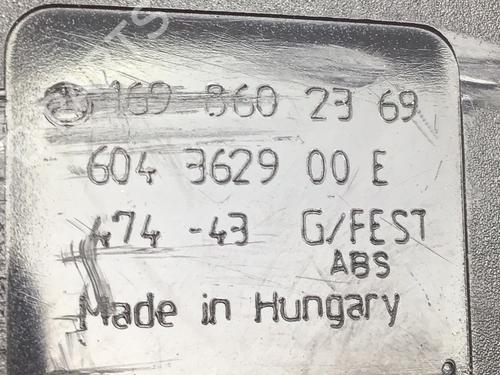 169 860 23 69
604 3629 00 E
474 -43 G/FEST
ABS
Made in Hungary